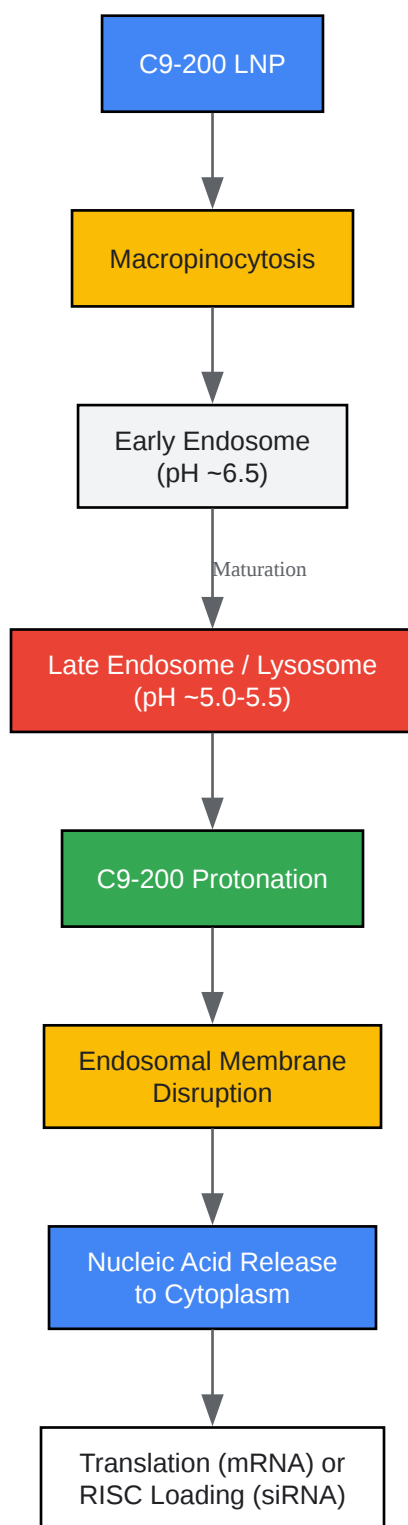 C9-200 LNP
Macropinocytosis
Early Endosome
(pH ~6.5)
Maturation
Late Endosome / Lysosome
(pH ~5.0-5.5)
C9-200 Protonation
Endosomal Membrane
Disruption
Nucleic Acid Release
to Cytoplasm
Translation (mRNA) or
RISC Loading (siRNA)